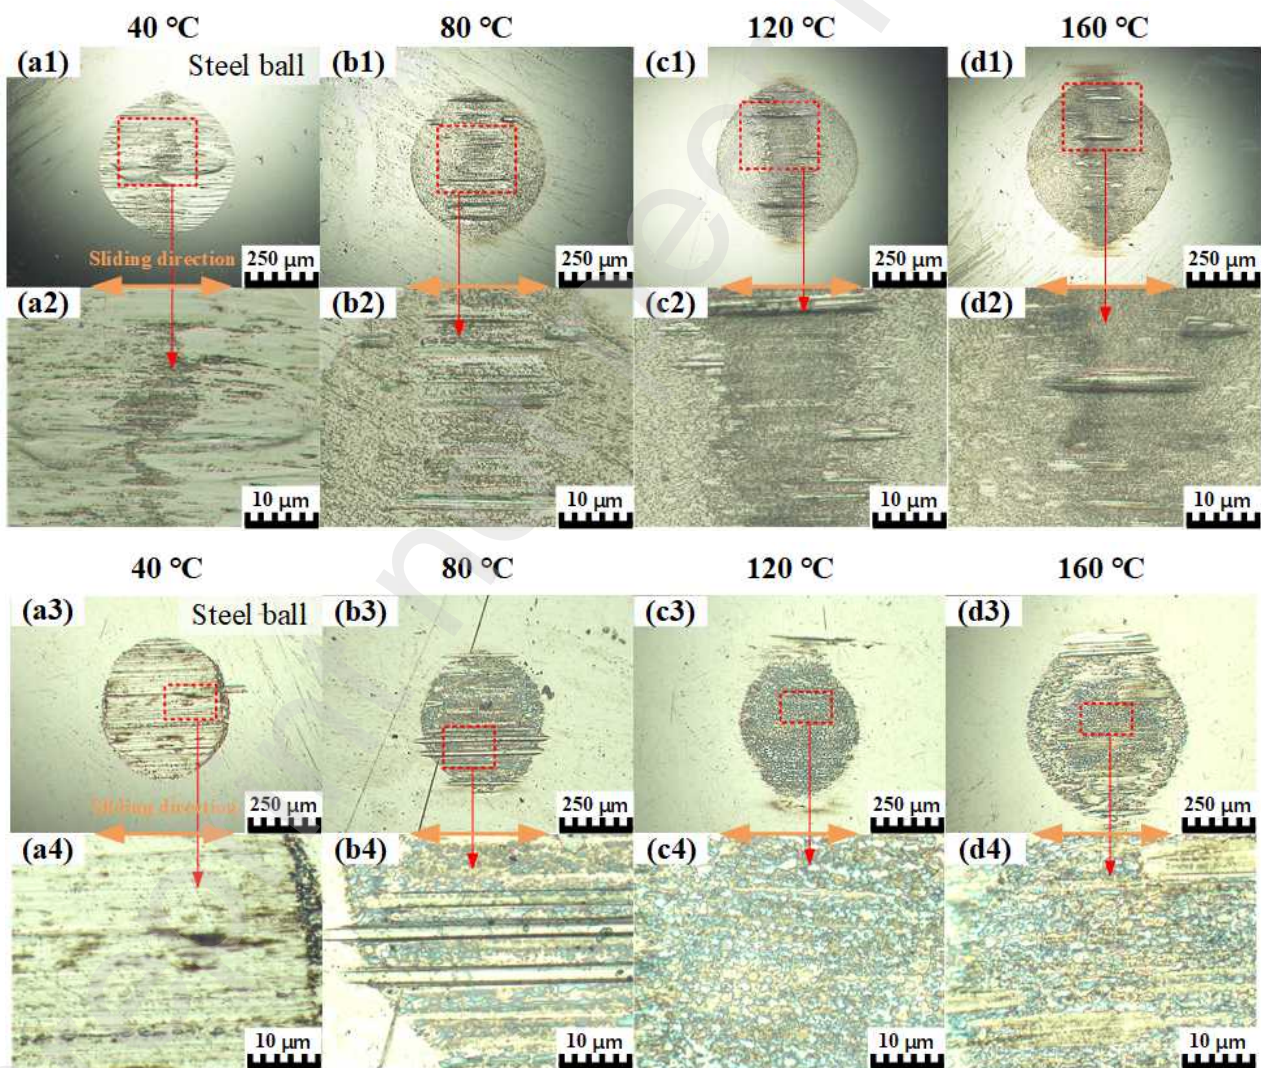 40 °C 80 °C 120 °C 160 °C
(a1) Steel ball (b1) (c1) (d1)
Sliding direction
250 μm 250 μm 250 μm 250 μm
(a2) (b2) (c2) (d2)
10 μm 10 μm 10 μm 10 μm
40 °C 80 °C 120 °C 160 °C
(a3) Steel ball (b3) (c3) (d3)
Sliding direction
250 μm 250 μm 250 μm 250 μm
(a4) (b4) (c4) (d4)
10 μm 10 μm 10 μm 10 μm